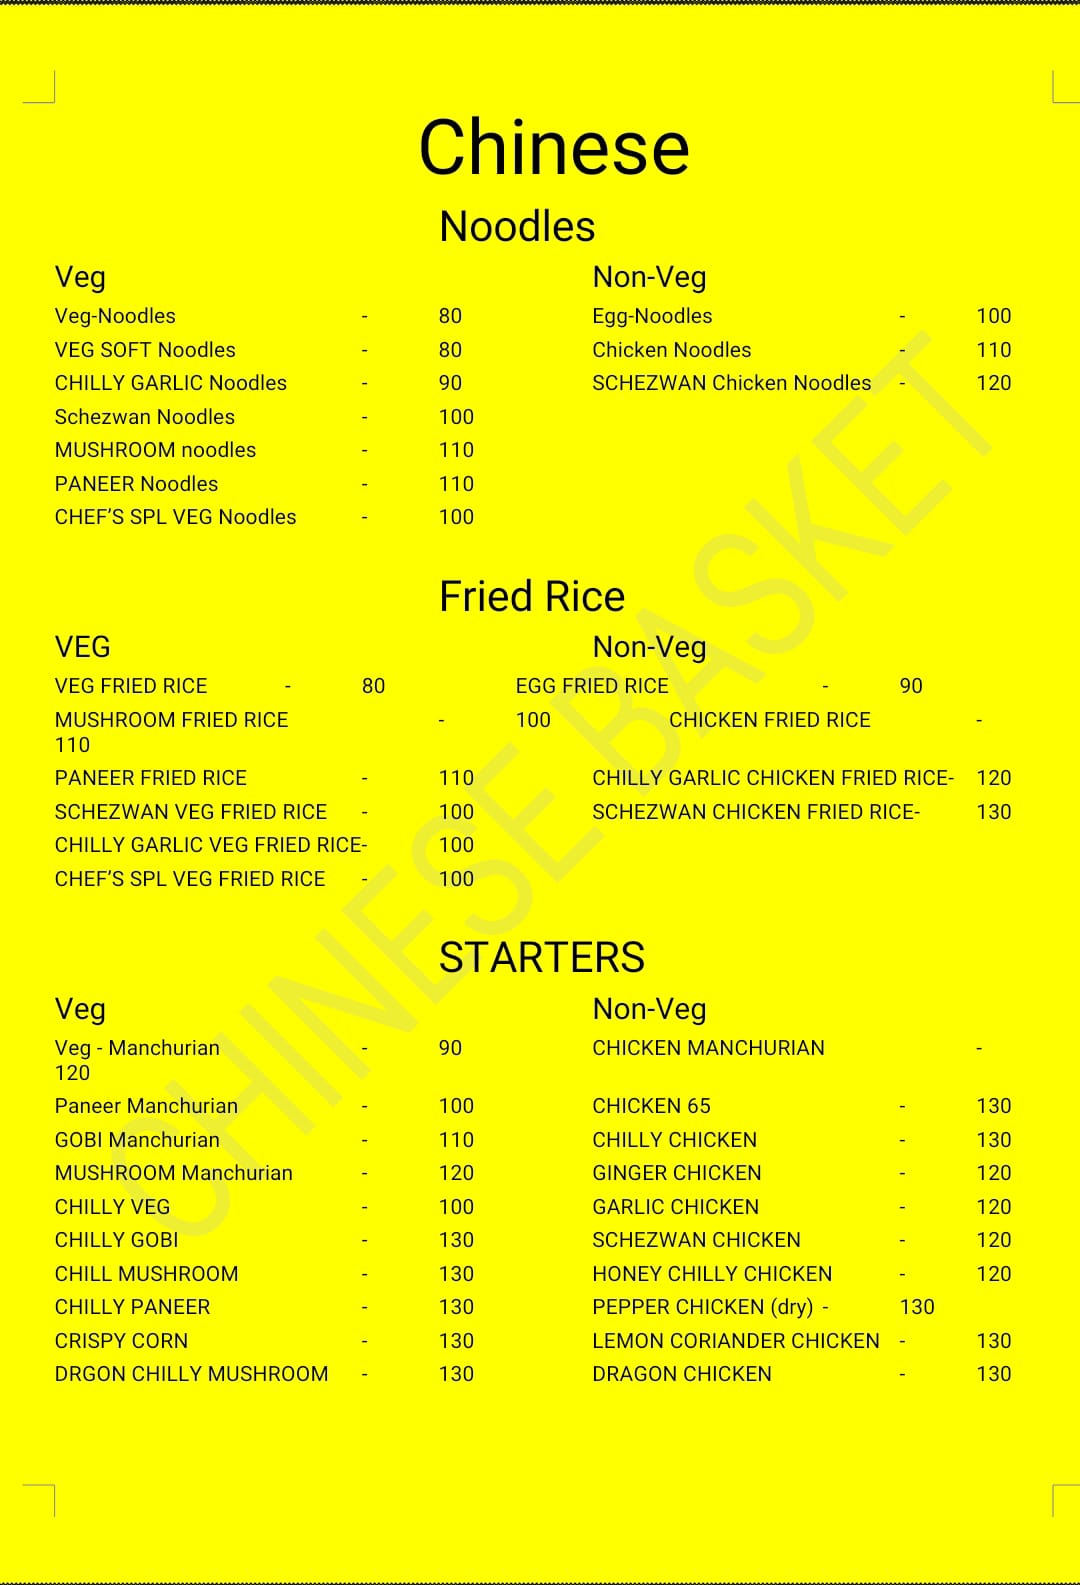 Chinese
Noodles
Veg Non-Veg
Veg-Noodles - 80 Egg-Noodles - 100
VEG SOFT Noodles - 80 Chicken Noodles - 110
CHILLY GARLIC Noodles - 90 SCHEZWAN Chicken Noodles - 120
Schezwan Noodles - 100
MUSHROOM noodles - 110
PANEER Noodles - 110
CHEF’S SPL VEG Noodles - 100
Fried Rice
VEG Non-Veg
VEG FRIED RICE - 80 EGG FRIED RICE - 90
MUSHROOM FRIED RICE - 100 CHICKEN FRIED RICE -
110
PANEER FRIED RICE - 110 CHILLY GARLIC CHICKEN FRIED RICE- 120
SCHEZWAN VEG FRIED RICE - 100 SCHEZWAN CHICKEN FRIED RICE- 130
CHILLY GARLIC VEG FRIED RICE- 100
CHEF’S SPL VEG FRIED RICE - 100
STARTERS
Veg Non-Veg
Veg - Manchurian - 90 CHICKEN MANCHURIAN -
120
Paneer Manchurian - 100 CHICKEN 65 - 130
GOBI Manchurian - 110 CHILLY CHICKEN - 130
MUSHROOM Manchurian - 120 GINGER CHICKEN - 120
CHILLY VEG - 100 GARLIC CHICKEN - 120
CHILLY GOBI - 130 SCHEZWAN CHICKEN - 120
CHILL MUSHROOM - 130 HONEY CHILLY CHICKEN - 120
CHILLY PANEER - 130 PEPPER CHICKEN (dry) - 130
CRISPY CORN - 130 LEMON CORIANDER CHICKEN - 130
DRGON CHILLY MUSHROOM - 130 DRAGON CHICKEN - 130
CHINESE BASKET